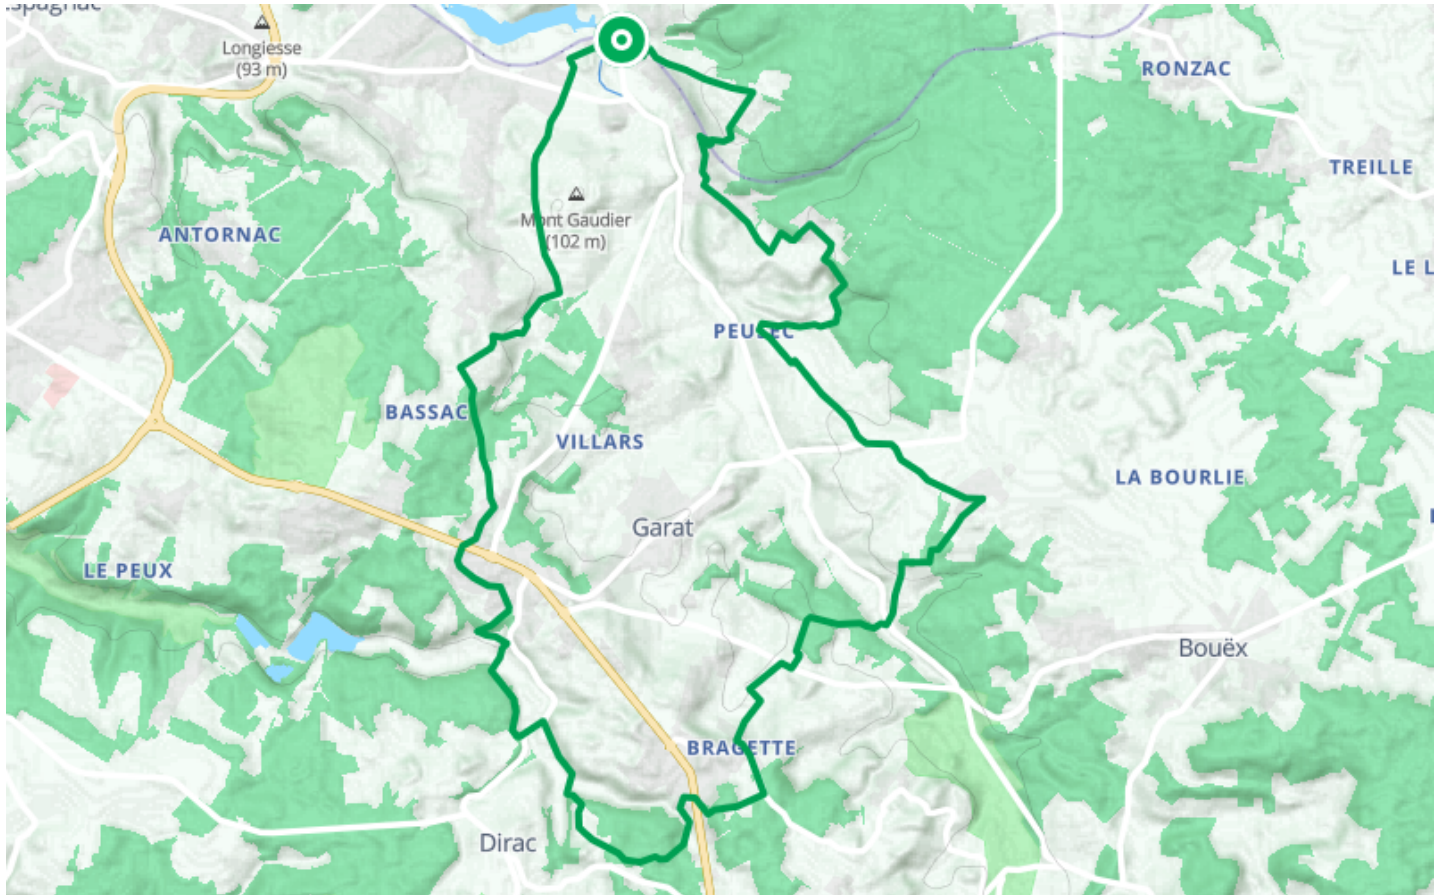 Longiesse
(93 m)
RONZAC
TREILLE
Mont Gaudier
(102 m)
ANTORNAC
LE L
PEUZEC
BASSAC
VILLARS
LA BOURLIE
Garat
LE PEUX
Bouëx
BRAGETTE
Dirac